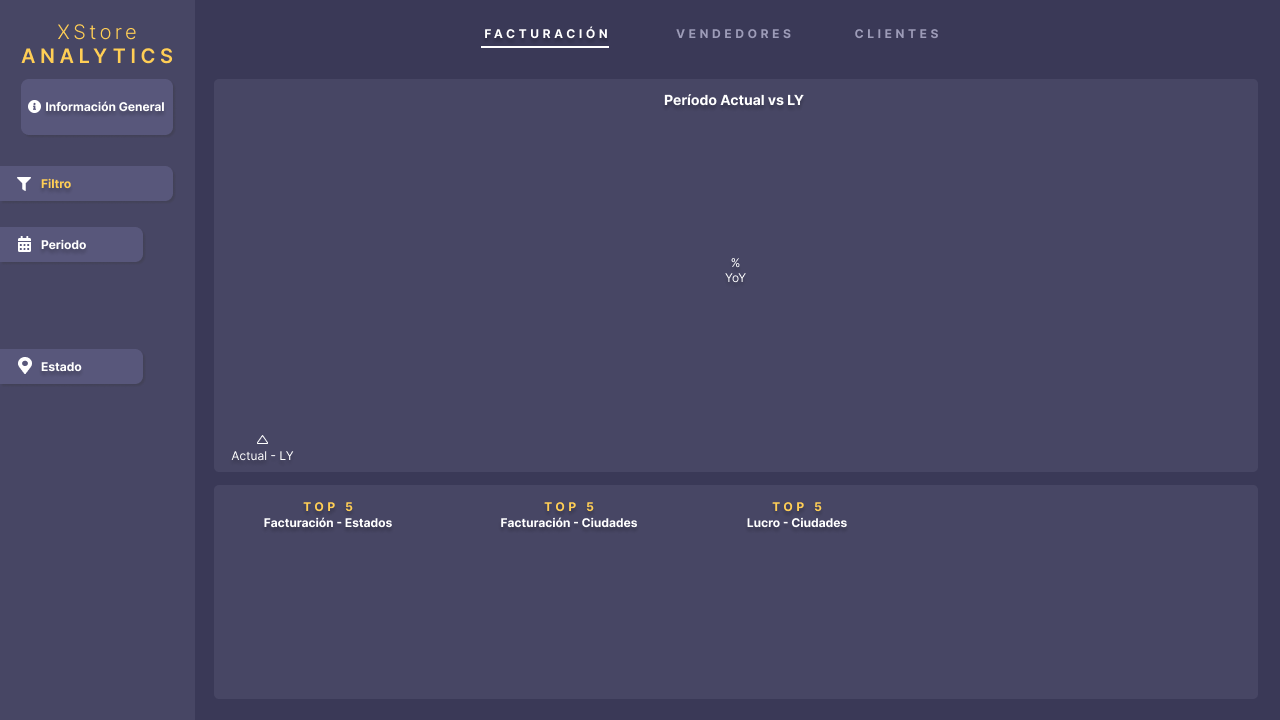 XStore
ANALYTICS
Información General
Filtro
Periodo
Estado
FACTURACIÓN
VENDEDORES
CLIENTES
Período Actual vs LY
%
YoY
Actual - LY
TOP 5
Facturación - Estados
TOP 5
Facturación - Ciudades
TOP 5
Lucro - Ciudades